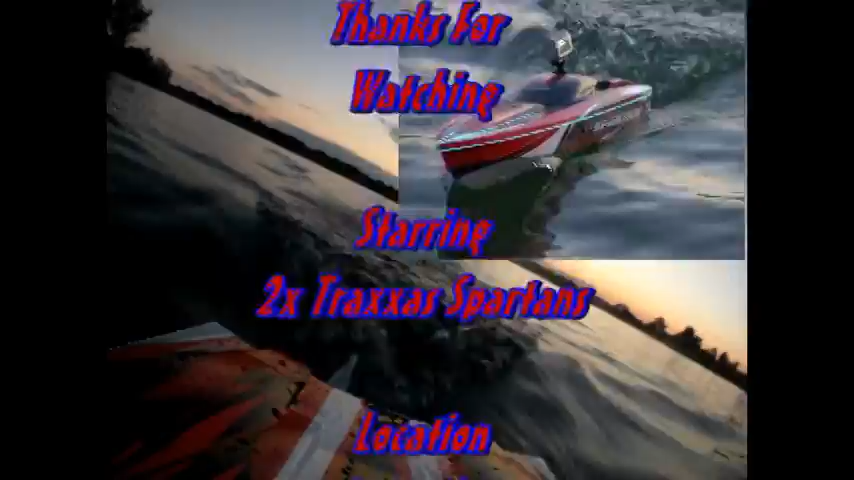 Thanks For
Watching
Starring
2x Traxxas Spartans
Location